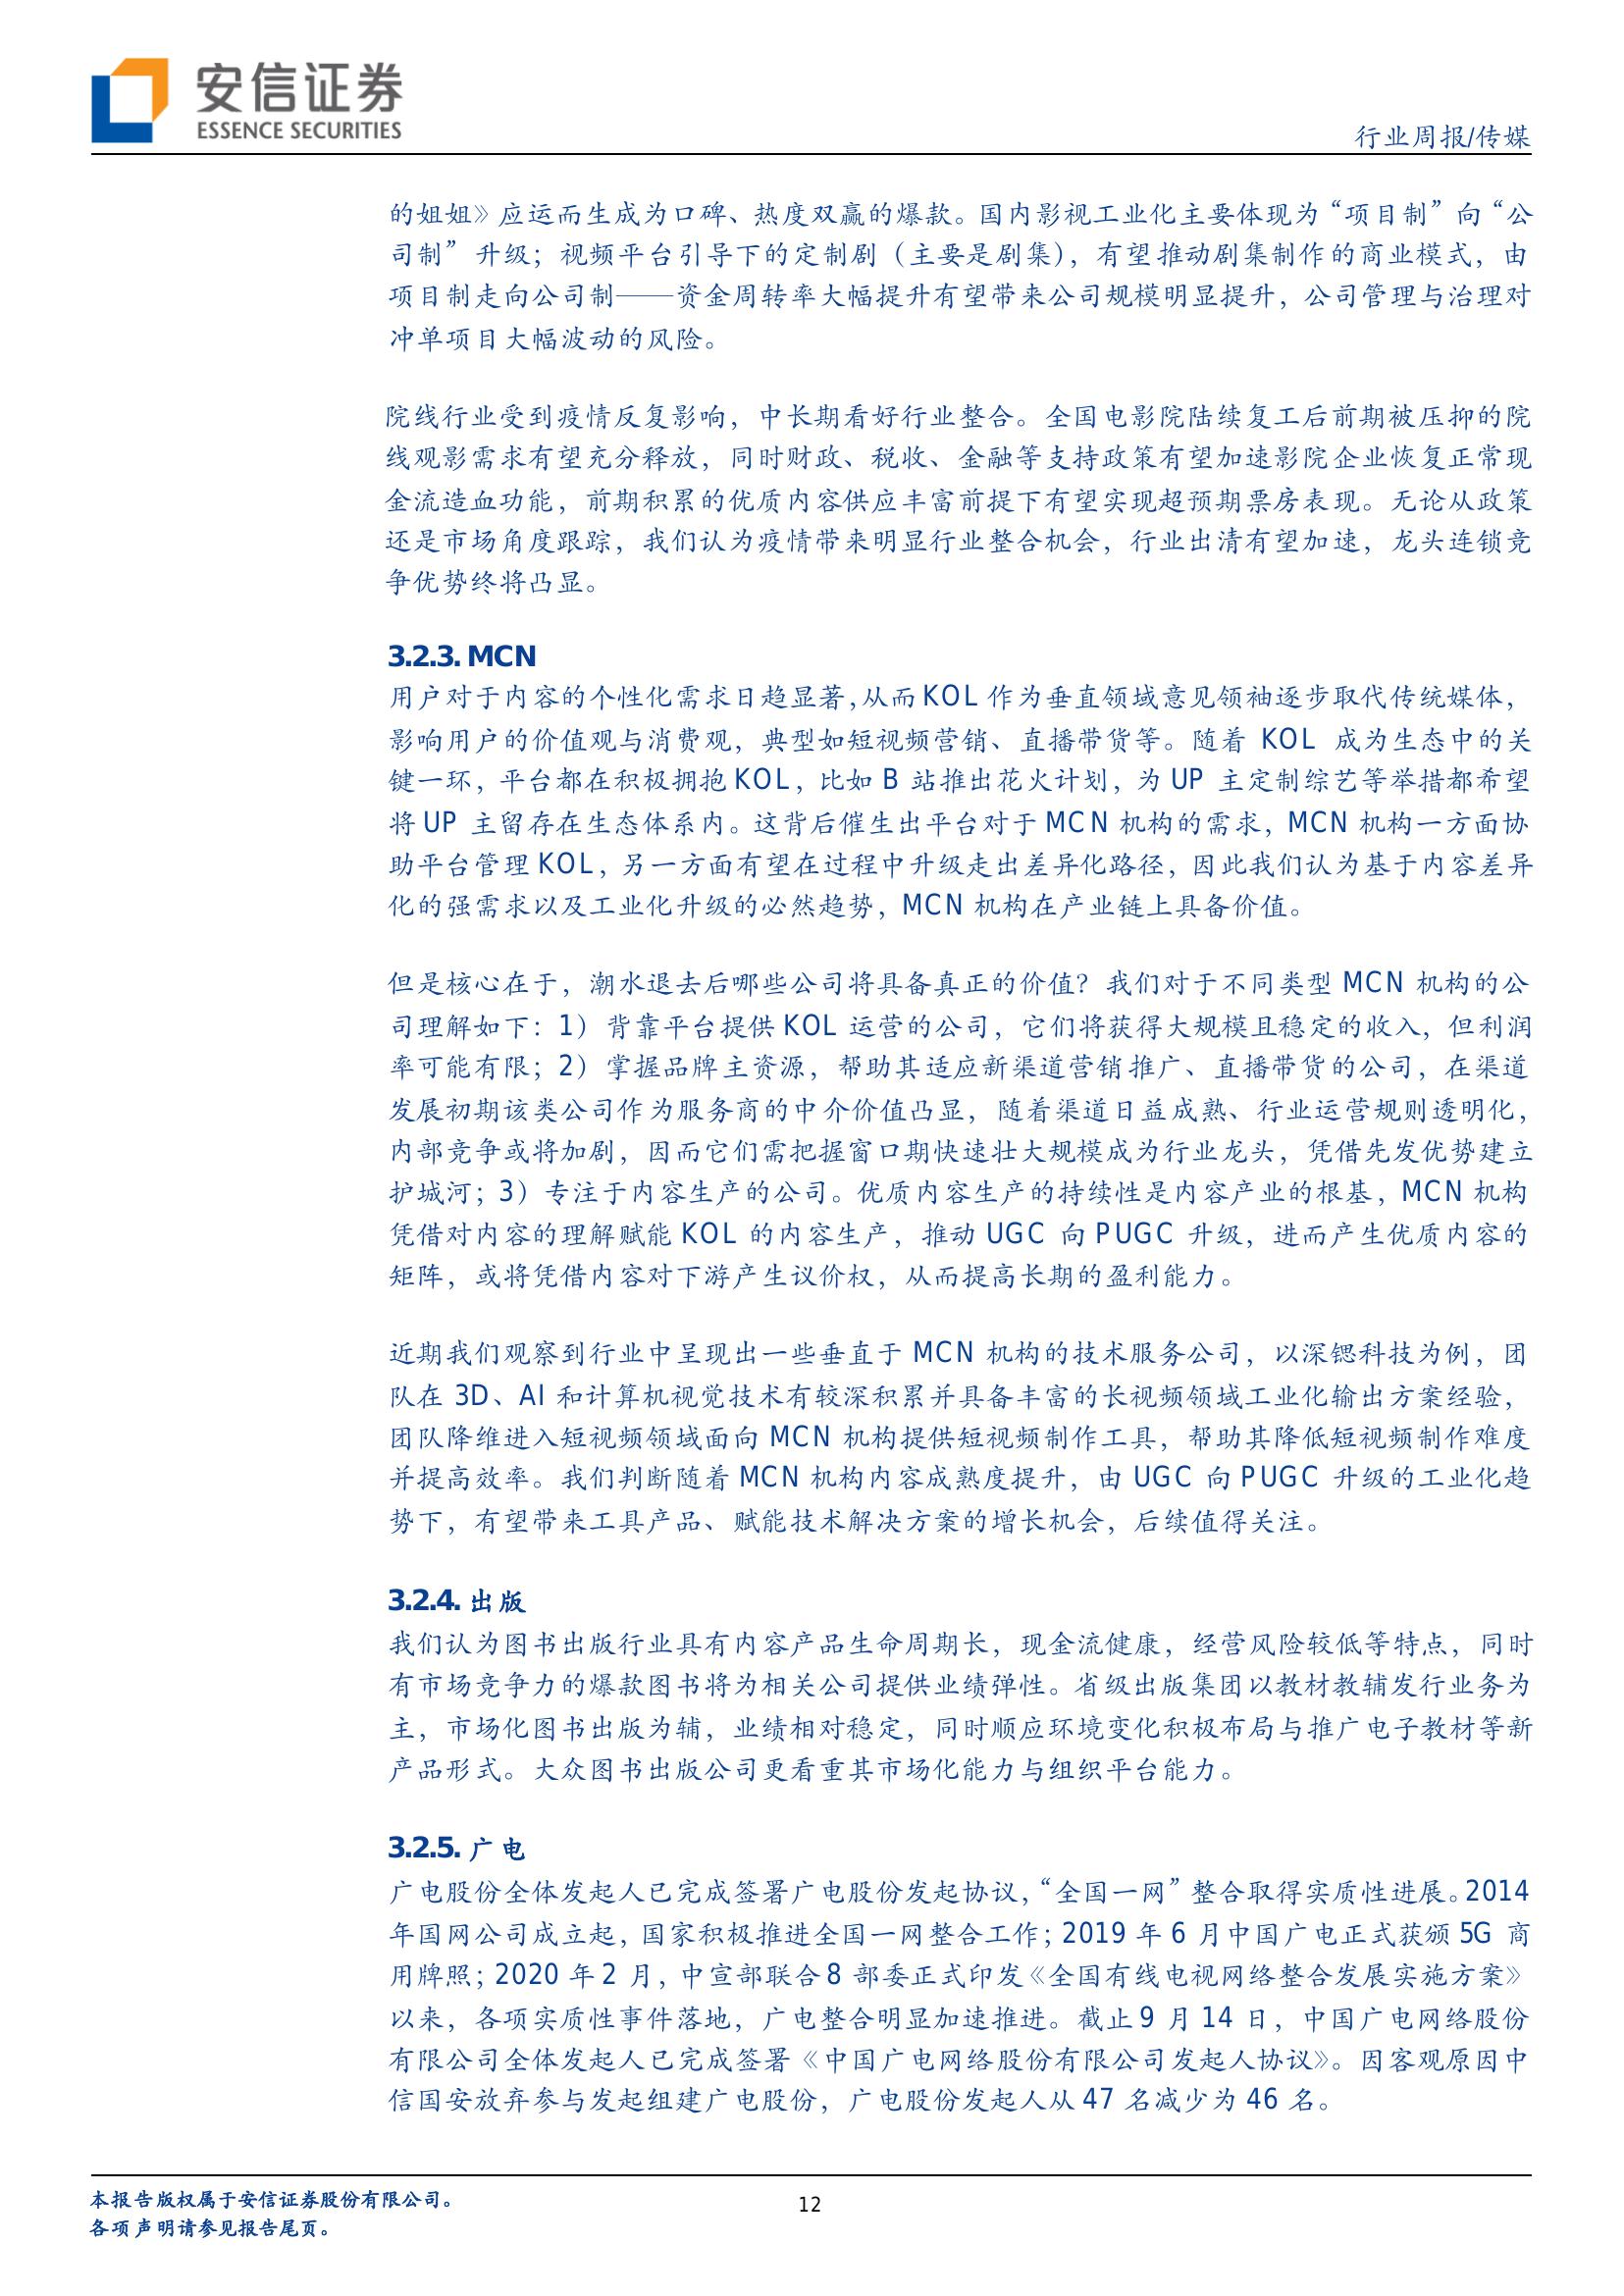 安信证券
ESSENCE SECURITIES
行业周报/传媒
的姐姐》应运而生成为口碑、热度双赢的爆款。国内影视工业化主要体现为“项目制”向“公
司制”升级；视频平台引导下的定制剧（主要是剧集），有望推动剧集制作的商业模式，由
项目制走向公司制——资金周转率大幅提升有望带来公司规模明显提升，公司管理与治理对
冲单项目大幅波动的风险。
院线行业受到疫情反复影响，中长期看好行业整合。全国电影院陆续复工后前期被压抑的院
线观影需求有望充分释放，同时财政、税收、金融等支持政策有望加速影院企业恢复正常现
金流造血功能，前期积累的优质内容供应丰富前提下有望实现超预期票房表现。无论从政策
还是市场角度跟踪，我们认为疫情带来明显行业整合机会，行业出清有望加速，龙头连锁竞
争优势终将凸显。
3.2.3. MCN
用户对于内容的个性化需求日趋显著，从而 KOL 作为垂直领域意见领袖逐步取代传统媒体，
影响用户的价值观与消费观，典型如短视频营销、直播带货等。随着 KOL 成为生态中的关
键一环，平台都在积极拥抱 KOL，比如 B 站推出花火计划，为 UP 主定制综艺等举措都希望
将 UP 主留存在生态体系内。这背后催生出平台对于 MCN 机构的需求，MCN 机构一方面协
助平台管理 KOL，另一方面有望在过程中升级走出差异化路径，因此我们认为基于内容差异
化的强需求以及工业化升级的必然趋势，MCN 机构在产业链上具备价值。
但是核心在于，潮水退去后哪些公司将具备真正的价值？我们对于不同类型 MCN 机构的公
司理解如下：1）背靠平台提供 KOL 运营的公司，它们将获得大规模且稳定的收入，但利润
率可能有限；2）掌握品牌主资源，帮助其适应新渠道营销推广、直播带货的公司，在渠道
发展初期该类公司作为服务商的中介价值凸显，随着渠道日益成熟、行业运营规则透明化，
内部竞争或将加剧，因而它们需把握窗口期快速壮大规模成为行业龙头，凭借先发优势建立
护城河；3）专注于内容生产的公司。优质内容生产的持续性是内容产业的根基，MCN 机构
凭借对内容的理解赋能 KOL 的内容生产，推动 UGC 向 PUGC 升级，进而产生优质内容的
矩阵，或将凭借内容对下游产生议价权，从而提高长期的盈利能力。
近期我们观察到行业中呈现出一些垂直于 MCN 机构的技术服务公司，以深锶科技为例，团
队在 3D、AI 和计算机视觉技术有较深积累并具备丰富的长视频领域工业化输出方案经验，
团队降维进入短视频领域面向 MCN 机构提供短视频制作工具，帮助其降低短视频制作难度
并提高效率。我们判断随着 MCN 机构内容成熟度提升，由 UGC 向 PUGC 升级的工业化趋
势下，有望带来工具产品、赋能技术解决方案的增长机会，后续值得关注。
3.2.4. 出版
我们认为图书出版行业具有内容产品生命周期长，现金流健康，经营风险较低等特点，同时
有市场竞争力的爆款图书将为相关公司提供业绩弹性。省级出版集团以教材教辅发行业务为
主，市场化图书出版为辅，业绩相对稳定，同时顺应环境变化积极布局与推广电子教材等新
产品形式。大众图书出版公司更看重其市场化能力与组织平台能力。
3.2.5. 广电
广电股份全体发起人已完成签署广电股份发起协议，“全国一网”整合取得实质性进展。2014
年国网公司成立起，国家积极推进全国一网整合工作；2019 年 6 月中国广电正式获颁 5G 商
用牌照；2020 年 2 月，中宣部联合 8 部委正式印发《全国有线电视网络整合发展实施方案》
以来，各项实质性事件落地，广电整合明显加速推进。截止 9 月 14 日，中国广电网络股份
有限公司全体发起人已完成签署《中国广电网络股份有限公司发起人协议》。因客观原因中
信国安放弃参与发起组建广电股份，广电股份发起人从 47 名减少为 46 名。
本报告版权属于安信证券股份有限公司。
12
各项声明请参见报告尾页。